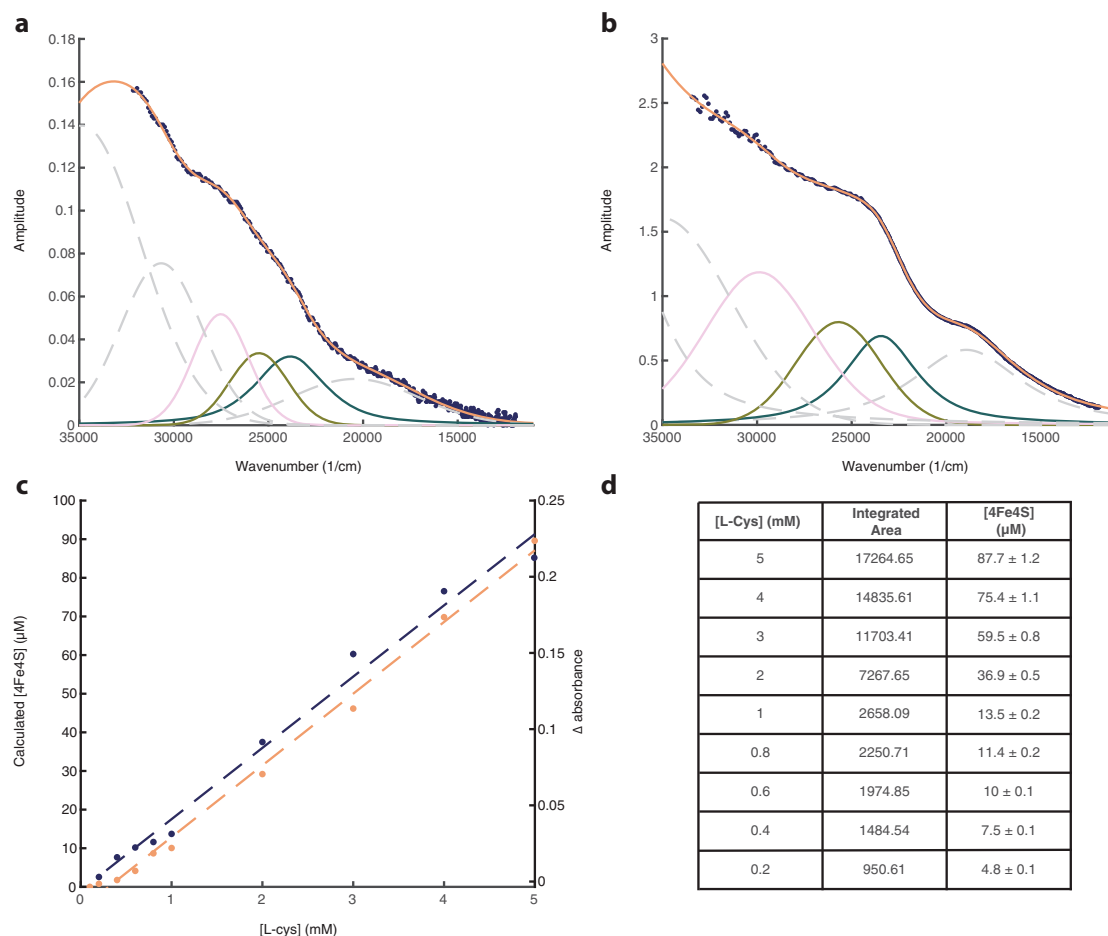 a
0.18
0.16
0.14
0.12
0.1
0.08
0.06
0.04
0.02
0
Amplitude
35000 30000 25000 20000 15000
Wavenumber (1/cm)
b
3
2.5
2
1.5
1
0.5
0
Amplitude
35000 30000 25000 20000 15000
Wavenumber (1/cm)
c
100
90
80
70
60
50
40
30
20
10
0
Calculated [4Fe4S] (μM)
0.25
0.2
0.15
0.1
0.05
0
Δ absorbance
0 1 2 3 4 5
[L-cys] (mM)
d
[L-Cys] (mM) Integrated Area [4Fe4S] (μM)
5 17264.65 87.7 ± 1.2
4 14835.61 75.4 ± 1.1
3 11703.41 59.5 ± 0.8
2 7267.65 36.9 ± 0.5
1 2658.09 13.5 ± 0.2
0.8 2250.71 11.4 ± 0.2
0.6 1974.85 10 ± 0.1
0.4 1484.54 7.5 ± 0.1
0.2 950.61 4.8 ± 0.1